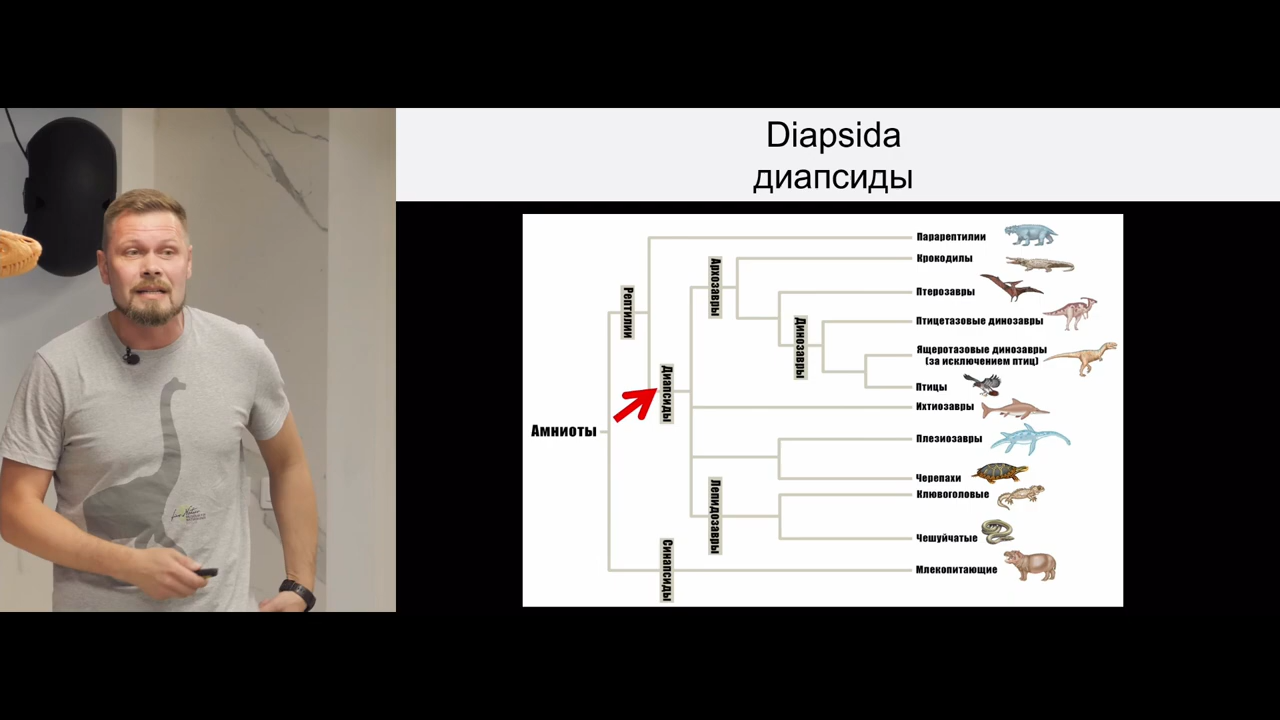 Diapsida
диапсиды
Парарептилии
Крокодилы
Архозавры
Рептилии
Птерозавры
Птицетазовые динозавры
Динозавры
Ящеротазовые динозавры
(за исключением птиц)
Птицы
Диапсиды
Ихтиозавры
Амниоты
Плезиозавры
Черепахи
Клювоголовые
Лепидозавры
Чешуйчатые
Синапсиды
Млекопитающие